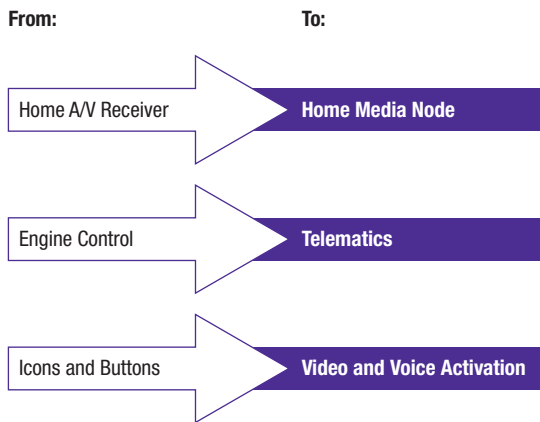 From: To:
Home A/V Receiver Home Media Node
Engine Control Telematics
Icons and Buttons Video and Voice Activation